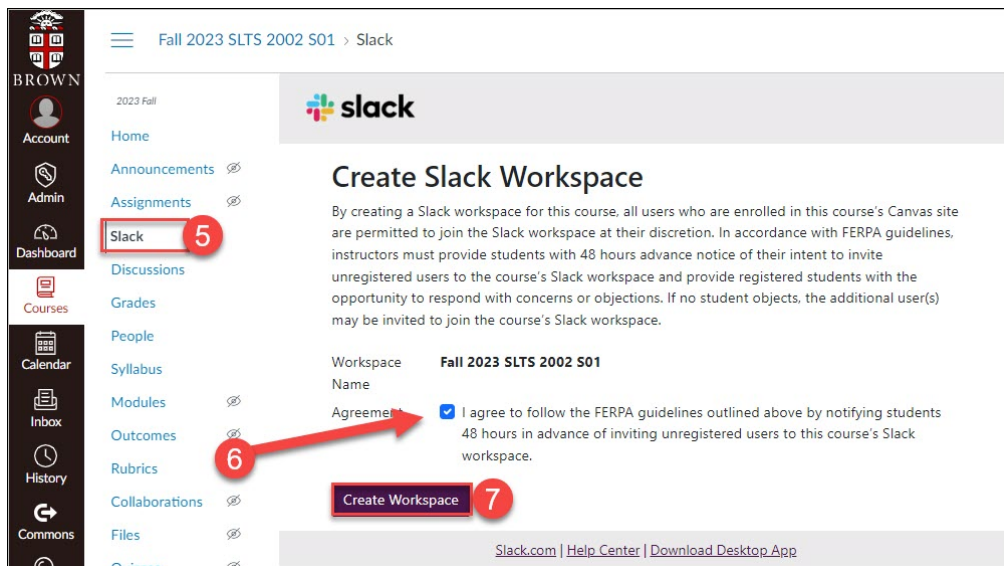 BROWN
Account
Admin
Dashboard
Courses
Calendar
Inbox
History
Commons
Fall 2023 SLTS 2002 S01 › Slack
2023 Fall
Home
Announcements
Assignments
Slack
5
Discussions
Grades
People
Syllabus
Modules
Outcomes
6
Rubrics
Collaborations
Files
slack
Create Slack Workspace
By creating a Slack workspace for this course, all users who are enrolled in this course's Canvas site
are permitted to join the Slack workspace at their discretion. In accordance with FERPA guidelines,
instructors must provide students with 48 hours advance notice of their intent to invite
unregistered users to the course's Slack workspace and provide registered students with the
opportunity to respond with concerns or objections. If no student objects, the additional user(s)
may be invited to join the course's Slack workspace.
Workspace Name
Fall 2023 SLTS 2002 S01
Agreement
I agree to follow the FERPA guidelines outlined above by notifying students
48 hours in advance of inviting unregistered users to this course's Slack
workspace.
Create Workspace
7
Slack.com | Help Center | Download Desktop App